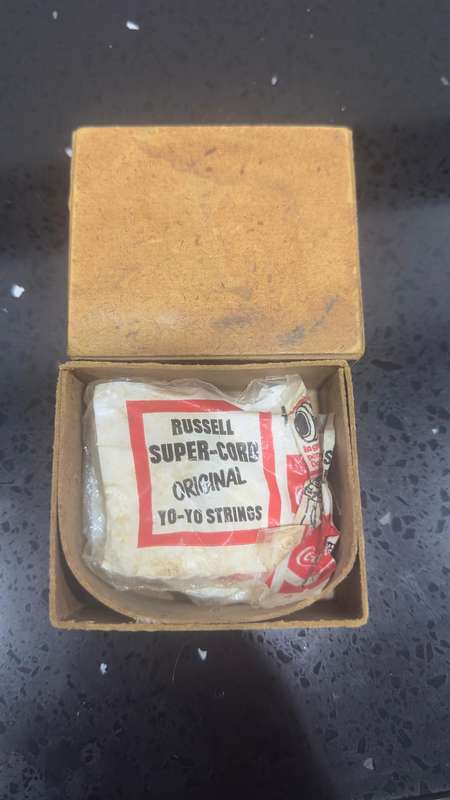 RUSSELL
SUPER-CORD
ORIGINAL
YO-YO STRINGS